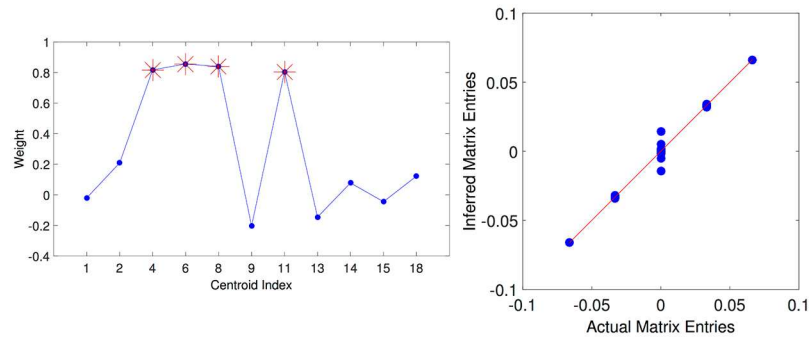 1
0.8
0.6
0.4
0.2
0
-0.2
-0.4
Weight
1 2 4 6 8 9 11 13 14 15 18
Centroid Index
0.1
0.05
0
-0.05
-0.1
Inferred Matrix Entries
-0.1 -0.05 0 0.05 0.1
Actual Matrix Entries